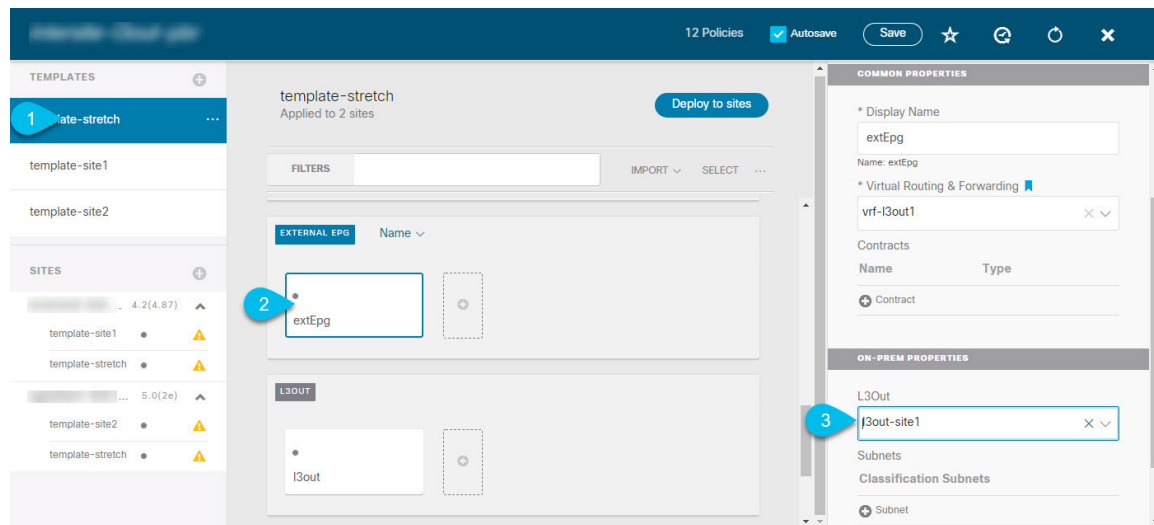 12 Policies
Autosave
Save
TEMPLATES
1
late-stretch
...
template-site1
template-site2
SITES
... 4.2(4.87)
template-site1
template-stretch
... 5.0(2e)
template-site2
template-stretch
template-stretch
Applied to 2 sites
Deploy to sites
FILTERS
IMPORT
SELECT
...
EXTERNAL EPG
Name
2
extEpg
L3OUT
l3out
COMMON PROPERTIES
* Display Name
extEpg
Name: extEpg
* Virtual Routing & Forwarding
vrf-l3out1
Contracts
Name Type
Contract
ON-PREM PROPERTIES
L3Out
3
l3out-site1
Subnets
Classification Subnets
Subnet